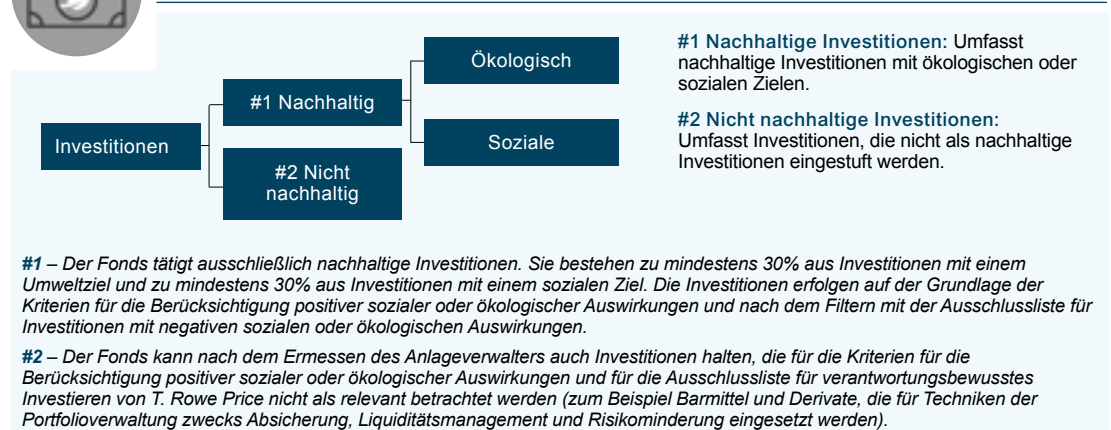 Investitionen
#1 Nachhaltig
#2 Nicht
nachhaltig
Ökologisch
Soziale
#1 Nachhaltige Investitionen: Umfasst
nachhaltige Investitionen mit ökologischen oder
sozialen Zielen.
#2 Nicht nachhaltige Investitionen:
Umfasst Investitionen, die nicht als nachhaltige
Investitionen eingestuft werden.
#1 – Der Fonds tätigt ausschließlich nachhaltige Investitionen. Sie bestehen zu mindestens 30% aus Investitionen mit einem
Umweltziel und zu mindestens 30% aus Investitionen mit einem sozialen Ziel. Die Investitionen erfolgen auf der Grundlage der
Kriterien für die Berücksichtigung positiver sozialer oder ökologischer Auswirkungen und nach dem Filtern mit der Ausschlussliste für
Investitionen mit negativen sozialen oder ökologischen Auswirkungen.
#2 – Der Fonds kann nach dem Ermessen des Anlageverwalters auch Investitionen halten, die für die Kriterien für die
Berücksichtigung positiver sozialer oder ökologischer Auswirkungen und für die Ausschlussliste für verantwortungsbewusstes
Investieren von T. Rowe Price nicht als relevant betrachtet werden (zum Beispiel Barmittel und Derivate, die für Techniken der
Portfolioverwaltung zwecks Absicherung, Liquiditätsmanagement und Risikominderung eingesetzt werden).